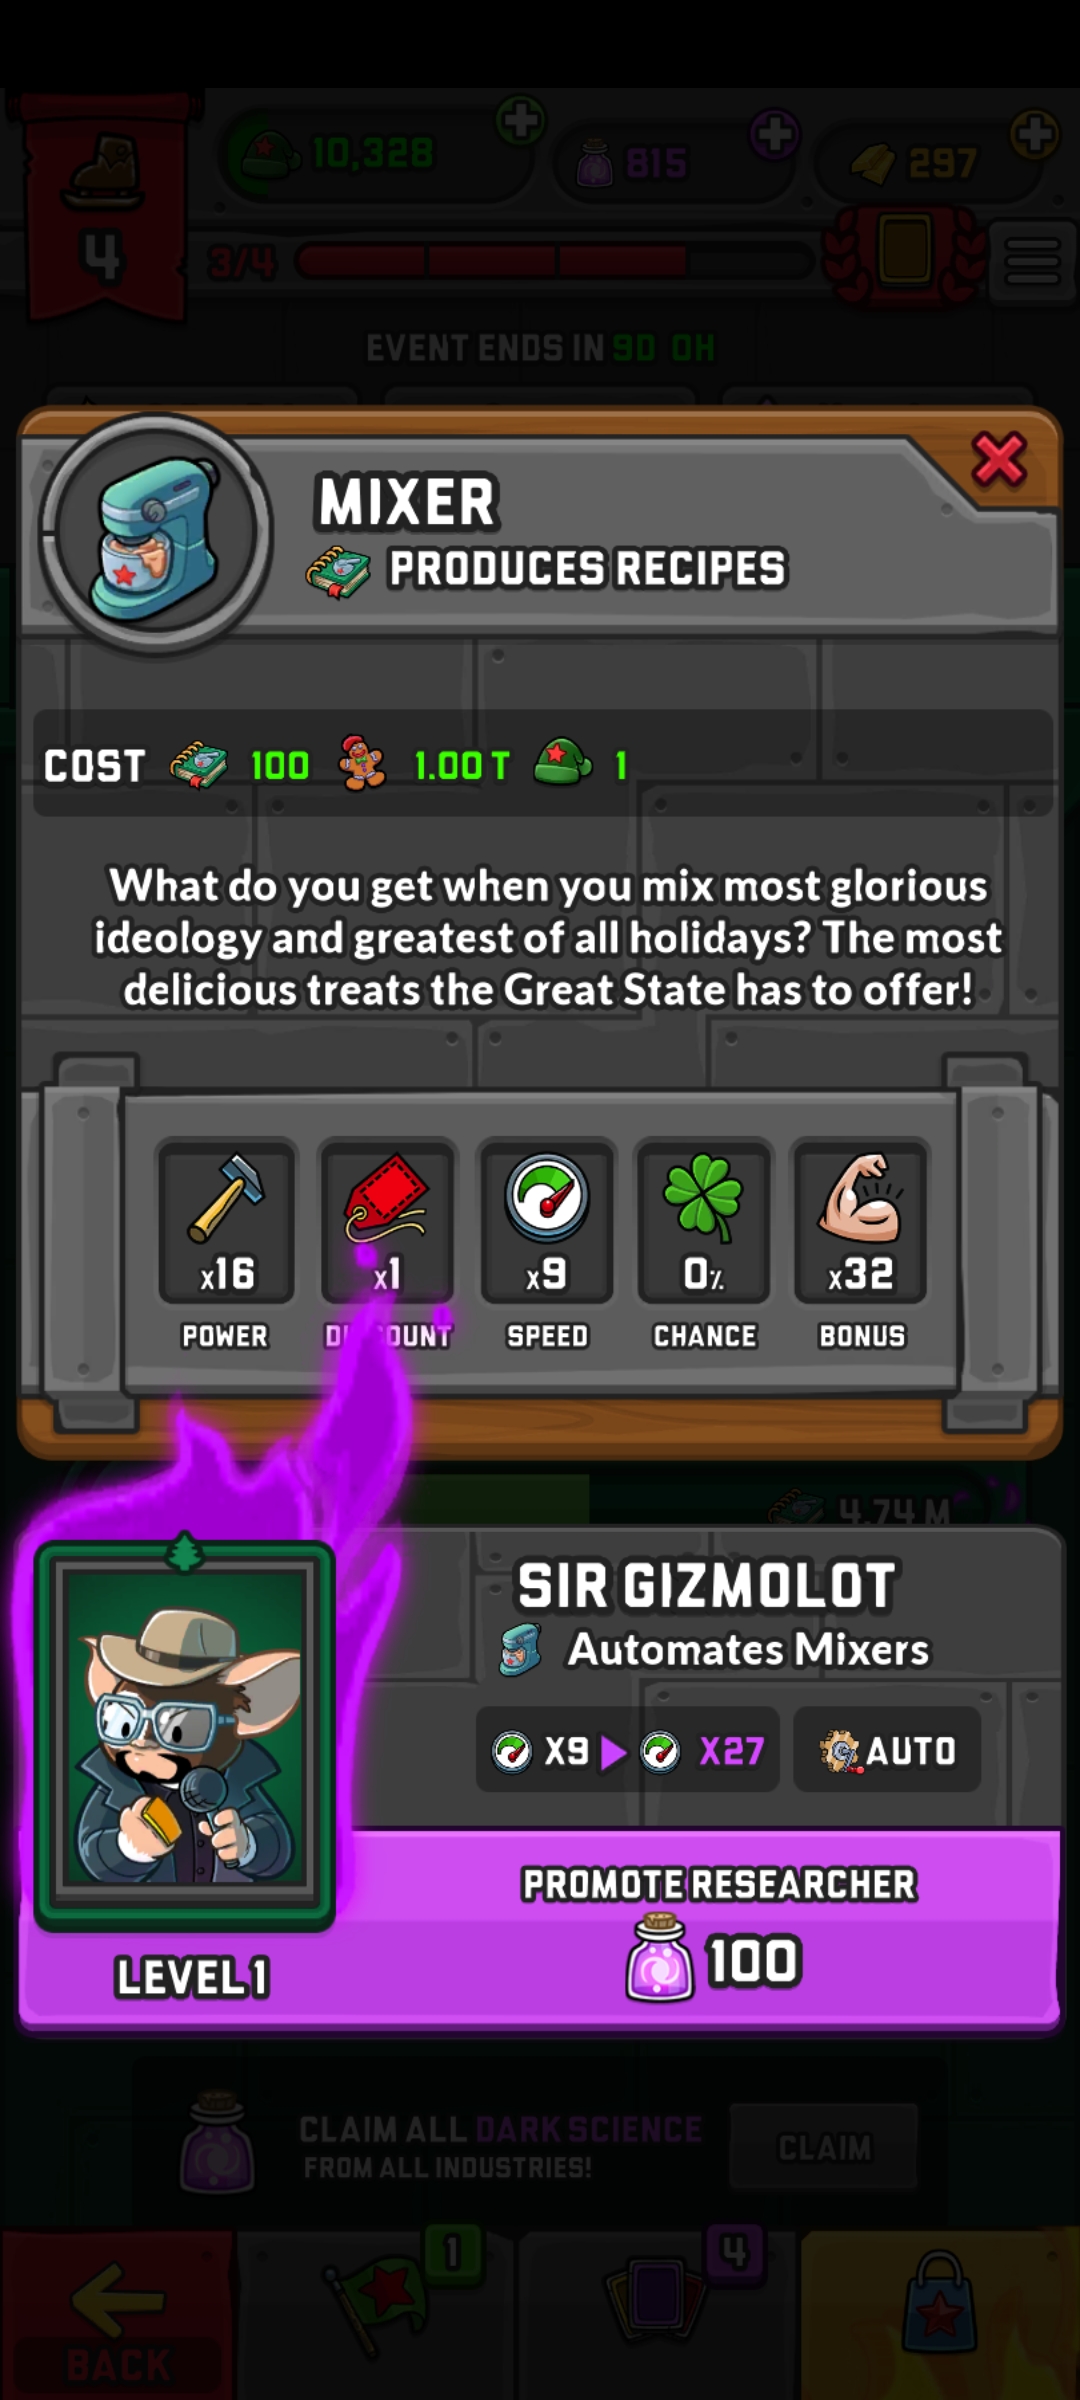 10,328
815
297
4
3/4
EVENT ENDS IN 9D 0H
MIXER
PRODUCES RECIPES
COST 100 1.00 T 1
What do you get when you mix most glorious
ideology and greatest of all holidays? The most
delicious treats the Great State has to offer!
x16 x1 x9 0% x32
POWER DISCOUNT SPEED CHANCE BONUS
4.74 M
SIR GIZMOLOT
Automates Mixers
X9 X27 AUTO
PROMOTE RESEARCHER
100
LEVEL 1
CLAIM ALL DARK SCIENCE
FROM ALL INDUSTRIES!
CLAIM
1
4
BACK